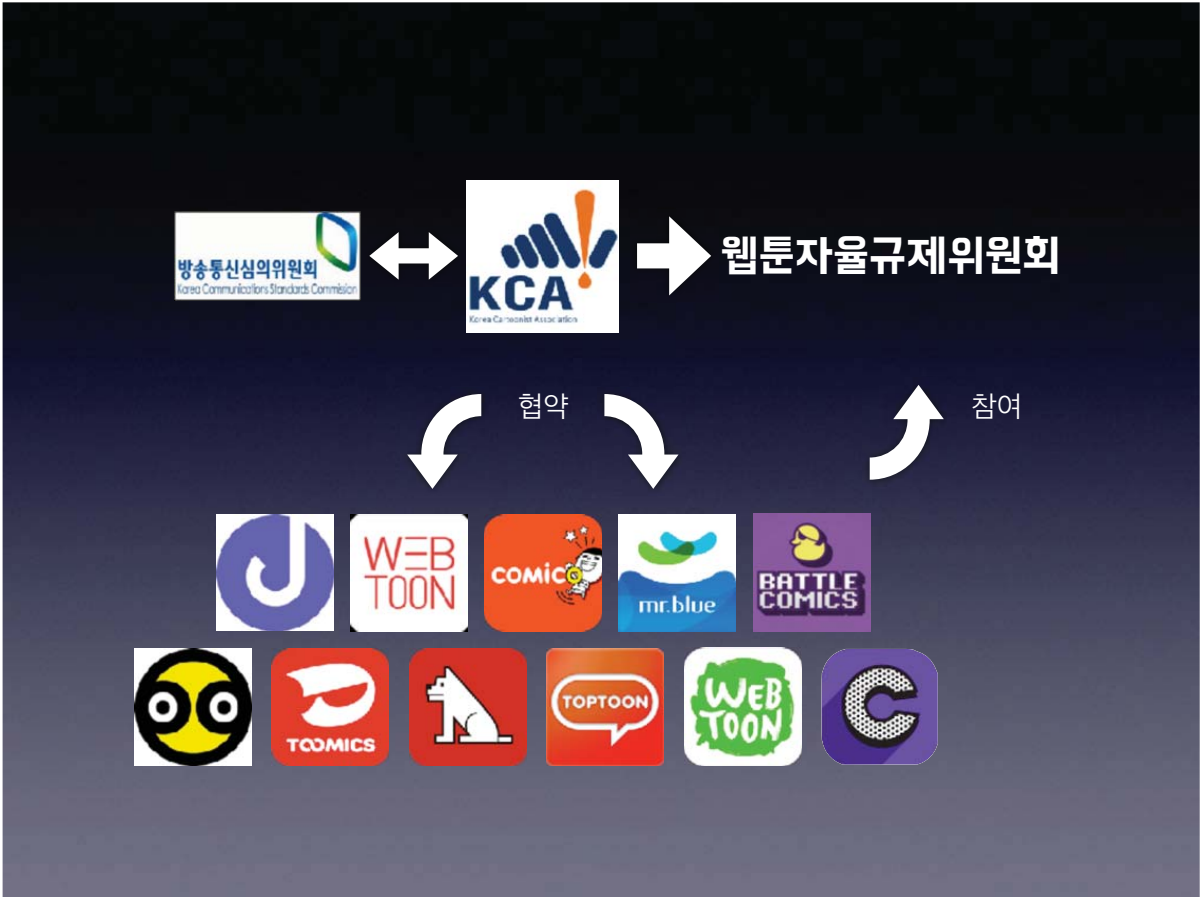 방송통신심의위원회
Korea Communications Standards Commission
KCA
Korea Cartoonist Association
웹툰자율규제위원회
협약
참여
WEB
TOON
comico
mr.blue
BATTLE
COMICS
TOOMICS
TOPTOON
WEB
TOON
C